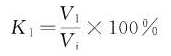 K₁ = V₁/Vᵢ × 100%